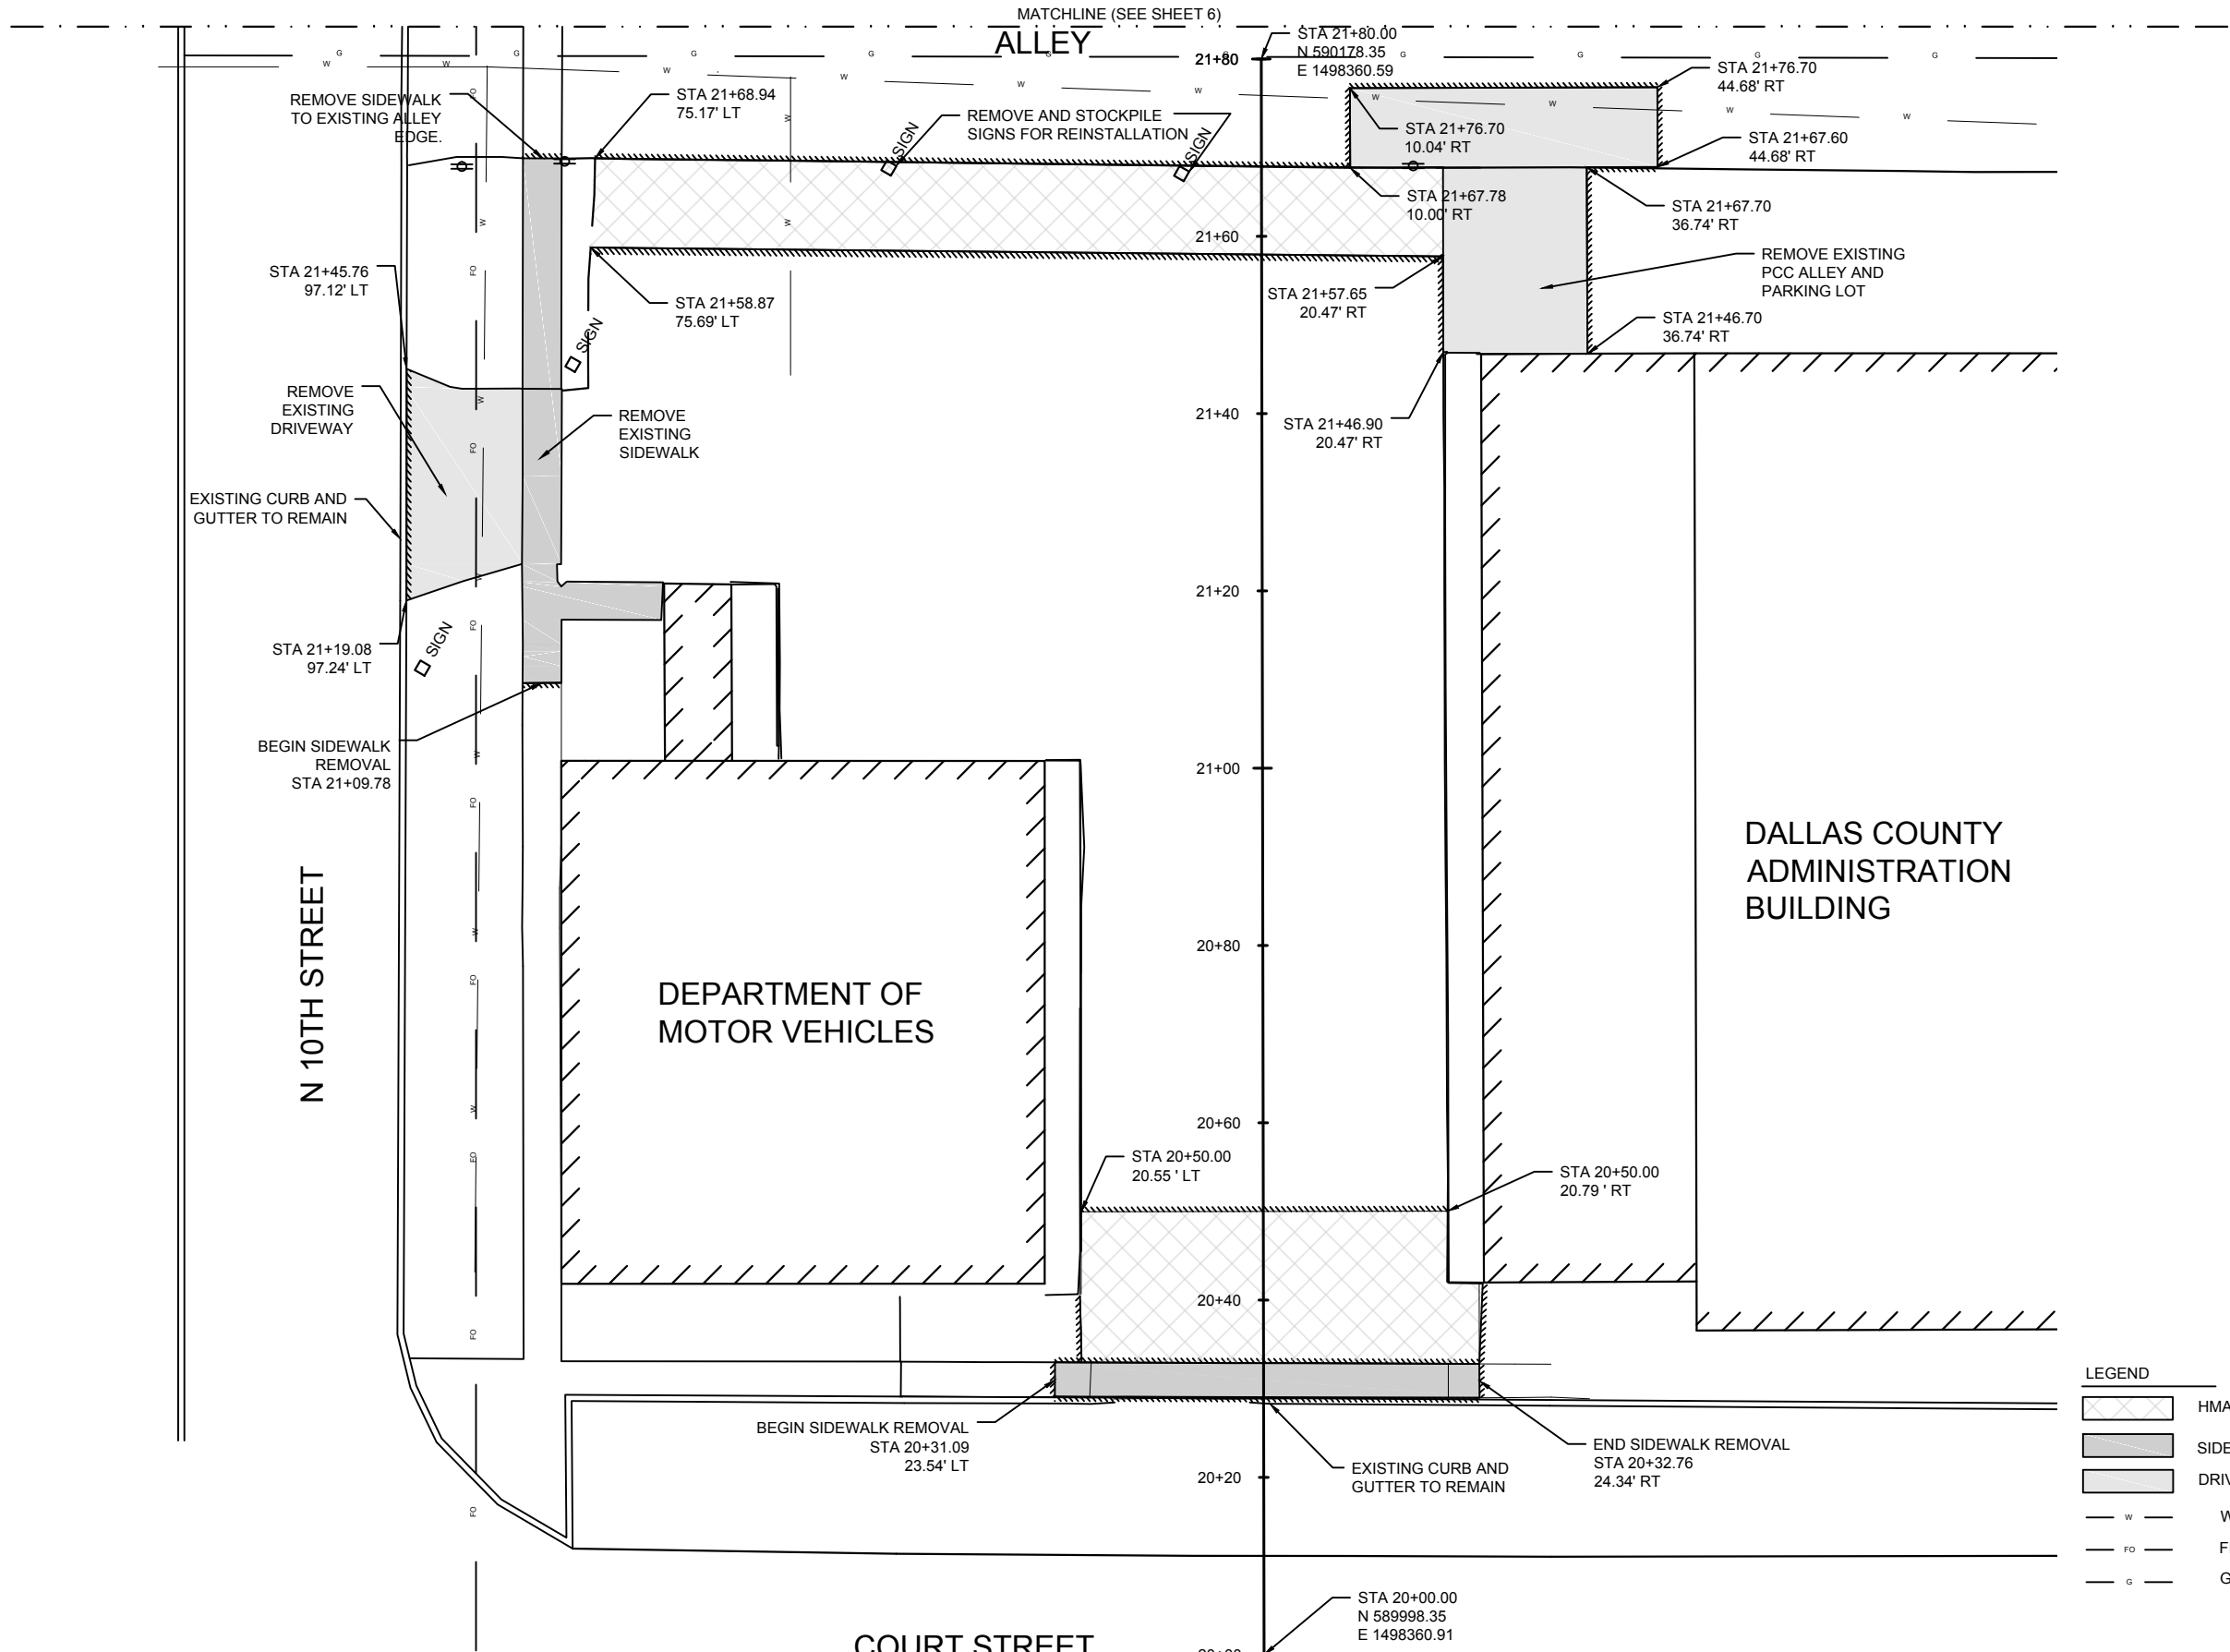 MATCHLINE (SEE SHEET 6)
ALLEY
STA 21+80.00
N 590178.35
E 1498360.59
21+80
STA 21+76.70
44.68' RT
REMOVE SIDEWALK
TO EXISTING ALLEY
EDGE.
STA 21+68.94
75.17' LT
REMOVE AND STOCKPILE
SIGNS FOR REINSTALLATION
SIGN
SIGN
STA 21+76.70
10.04' RT
STA 21+67.60
44.68' RT
STA 21+67.78
10.00' RT
STA 21+67.70
36.74' RT
21+60
REMOVE EXISTING
PCC ALLEY AND
PARKING LOT
STA 21+45.76
97.12' LT
STA 21+58.87
75.69' LT
STA 21+57.65
20.47' RT
STA 21+46.70
36.74' RT
SIGN
REMOVE
EXISTING
DRIVEWAY
REMOVE
EXISTING
SIDEWALK
21+40
STA 21+46.90
20.47' RT
EXISTING CURB AND
GUTTER TO REMAIN
21+20
STA 21+19.08
97.24' LT
SIGN
BEGIN SIDEWALK
REMOVAL
STA 21+09.78
21+00
N 10TH STREET
DEPARTMENT OF
MOTOR VEHICLES
20+80
DALLAS COUNTY
ADMINISTRATION
BUILDING
20+60
STA 20+50.00
20.55 ' LT
STA 20+50.00
20.79 ' RT
20+40
BEGIN SIDEWALK REMOVAL
STA 20+31.09
23.54' LT
20+20
EXISTING CURB AND
GUTTER TO REMAIN
END SIDEWALK REMOVAL
STA 20+32.76
24.34' RT
LEGEND
HMA
SIDE
DRIV
W W
FO F
G G
STA 20+00.00
N 589998.35
E 1498360.91
COURT STREET
20+00